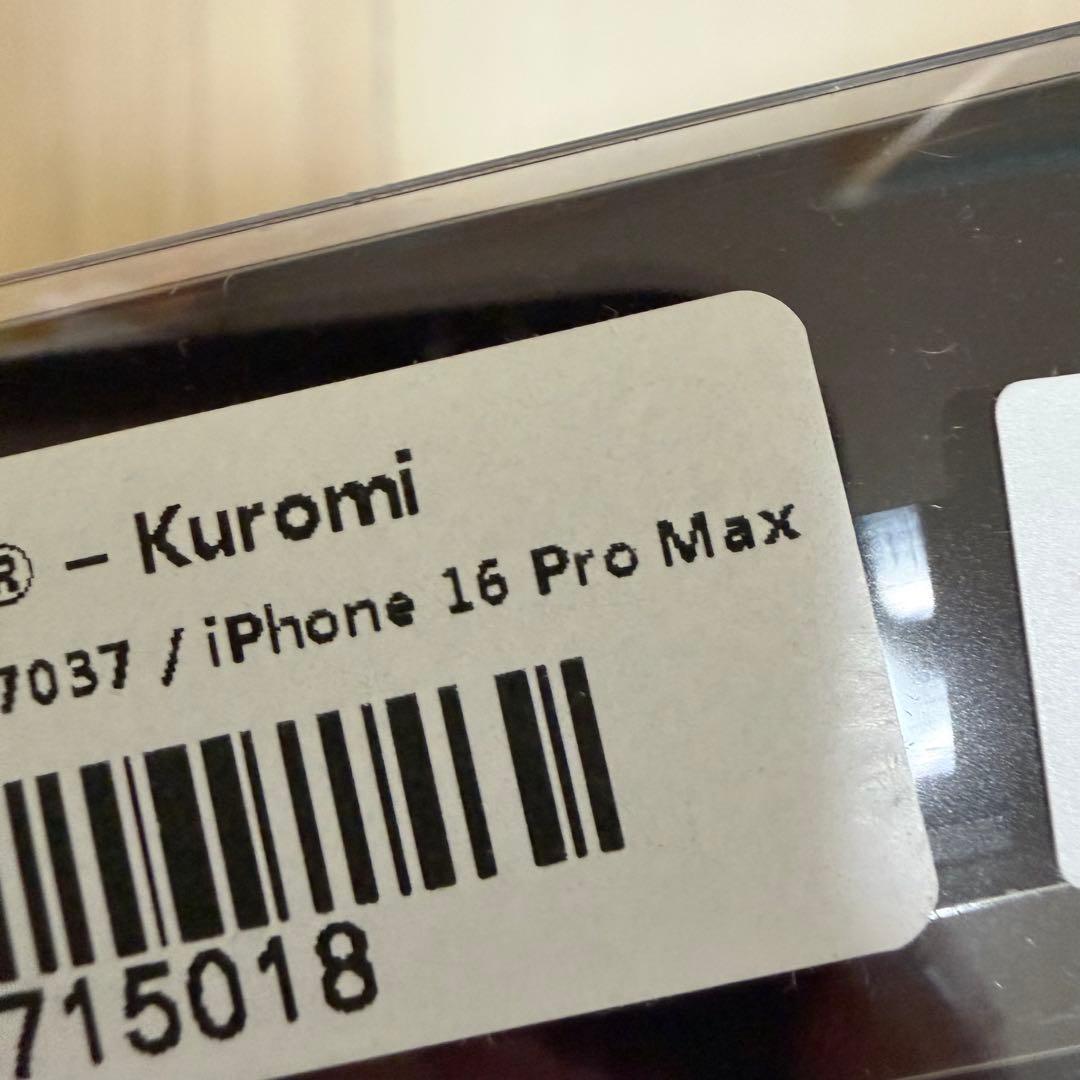 ® – Kuromi
7037 / iPhone 16 Pro Max
715018